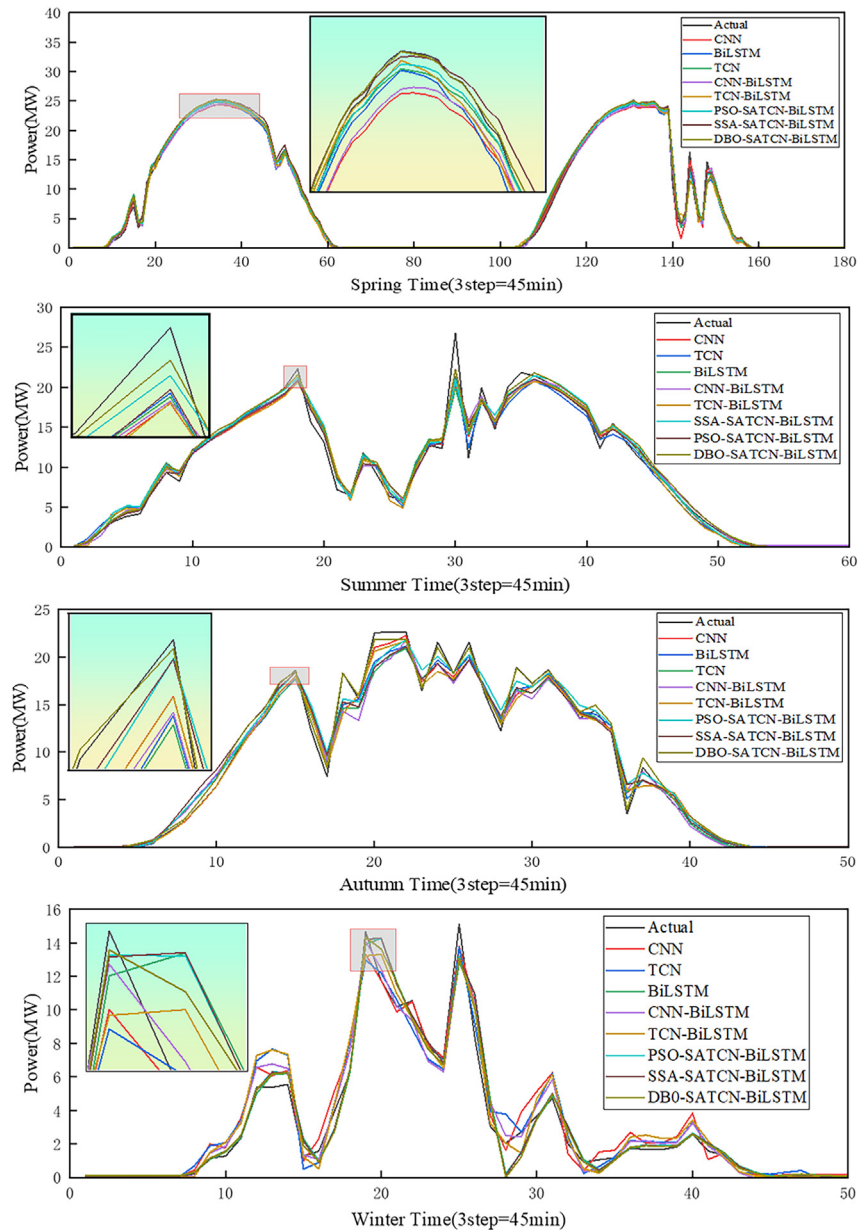 40
35
30
25
20
15
10
5
0
Power(MW)
Actual
CNN
BiLSTM
TCN
CNN-BiLSTM
TCN-BiLSTM
PSO-SATCN-BiLSTM
SSA-SATCN-BiLSTM
DBO-SATCN-BiLSTM
0 20 40 60 80 100 120 140 160 180
Spring Time(3step=45min)
30
25
20
15
10
5
0
Power(MW)
Actual
CNN
TCN
BiLSTM
CNN-BiLSTM
TCN-BiLSTM
SSA-SATCN-BiLSTM
PSO-SATCN-BiLSTM
DBO-SATCN-BiLSTM
0 10 20 30 40 50 60
Summer Time(3step=45min)
25
20
15
10
5
0
Power(MW)
Actual
CNN
BiLSTM
TCN
CNN-BiLSTM
TCN-BiLSTM
PSO-SATCN-BiLSTM
SSA-SATCN-BiLSTM
DBO-SATCN-BiLSTM
0 10 20 30 40 50
Autumn Time(3step=45min)
16
14
12
10
8
6
4
2
0
Power(MW)
Actual
CNN
TCN
BiLSTM
CNN-BiLSTM
TCN-BiLSTM
PSO-SATCN-BiLSTM
SSA-SATCN-BiLSTM
DB0-SATCN-BiLSTM
0 10 20 30 40 50
Winter Time(3step=45min)